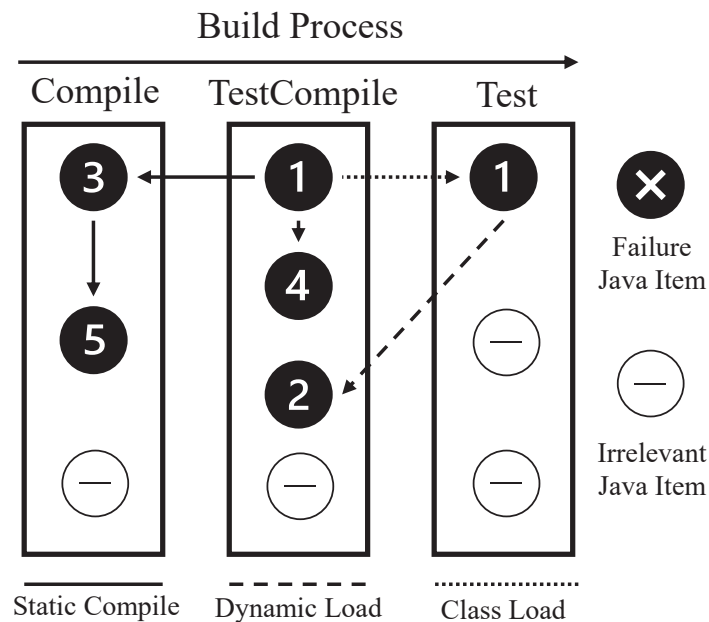 Build Process
Compile
TestCompile
Test
3
1
1
4
5
2
Failure
Java Item
Irrelevant
Java Item
Static Compile
Dynamic Load
Class Load